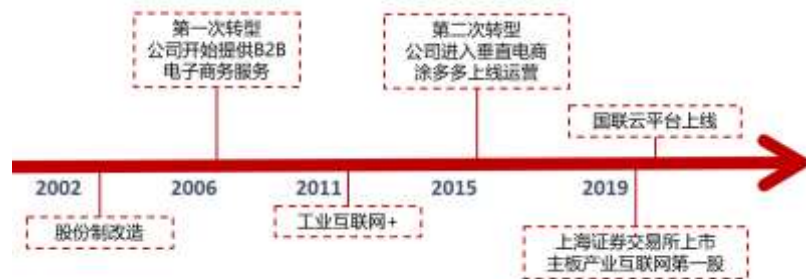 第一次转型
公司开始提供B2B
电子商务服务
第二次转型
公司进入垂直电商
涂多多上线运营
国联云平台上线
2002
2006
2011
2015
2019
股份制改造
工业互联网+
上海证券交易所上市
主板产业互联网第一股